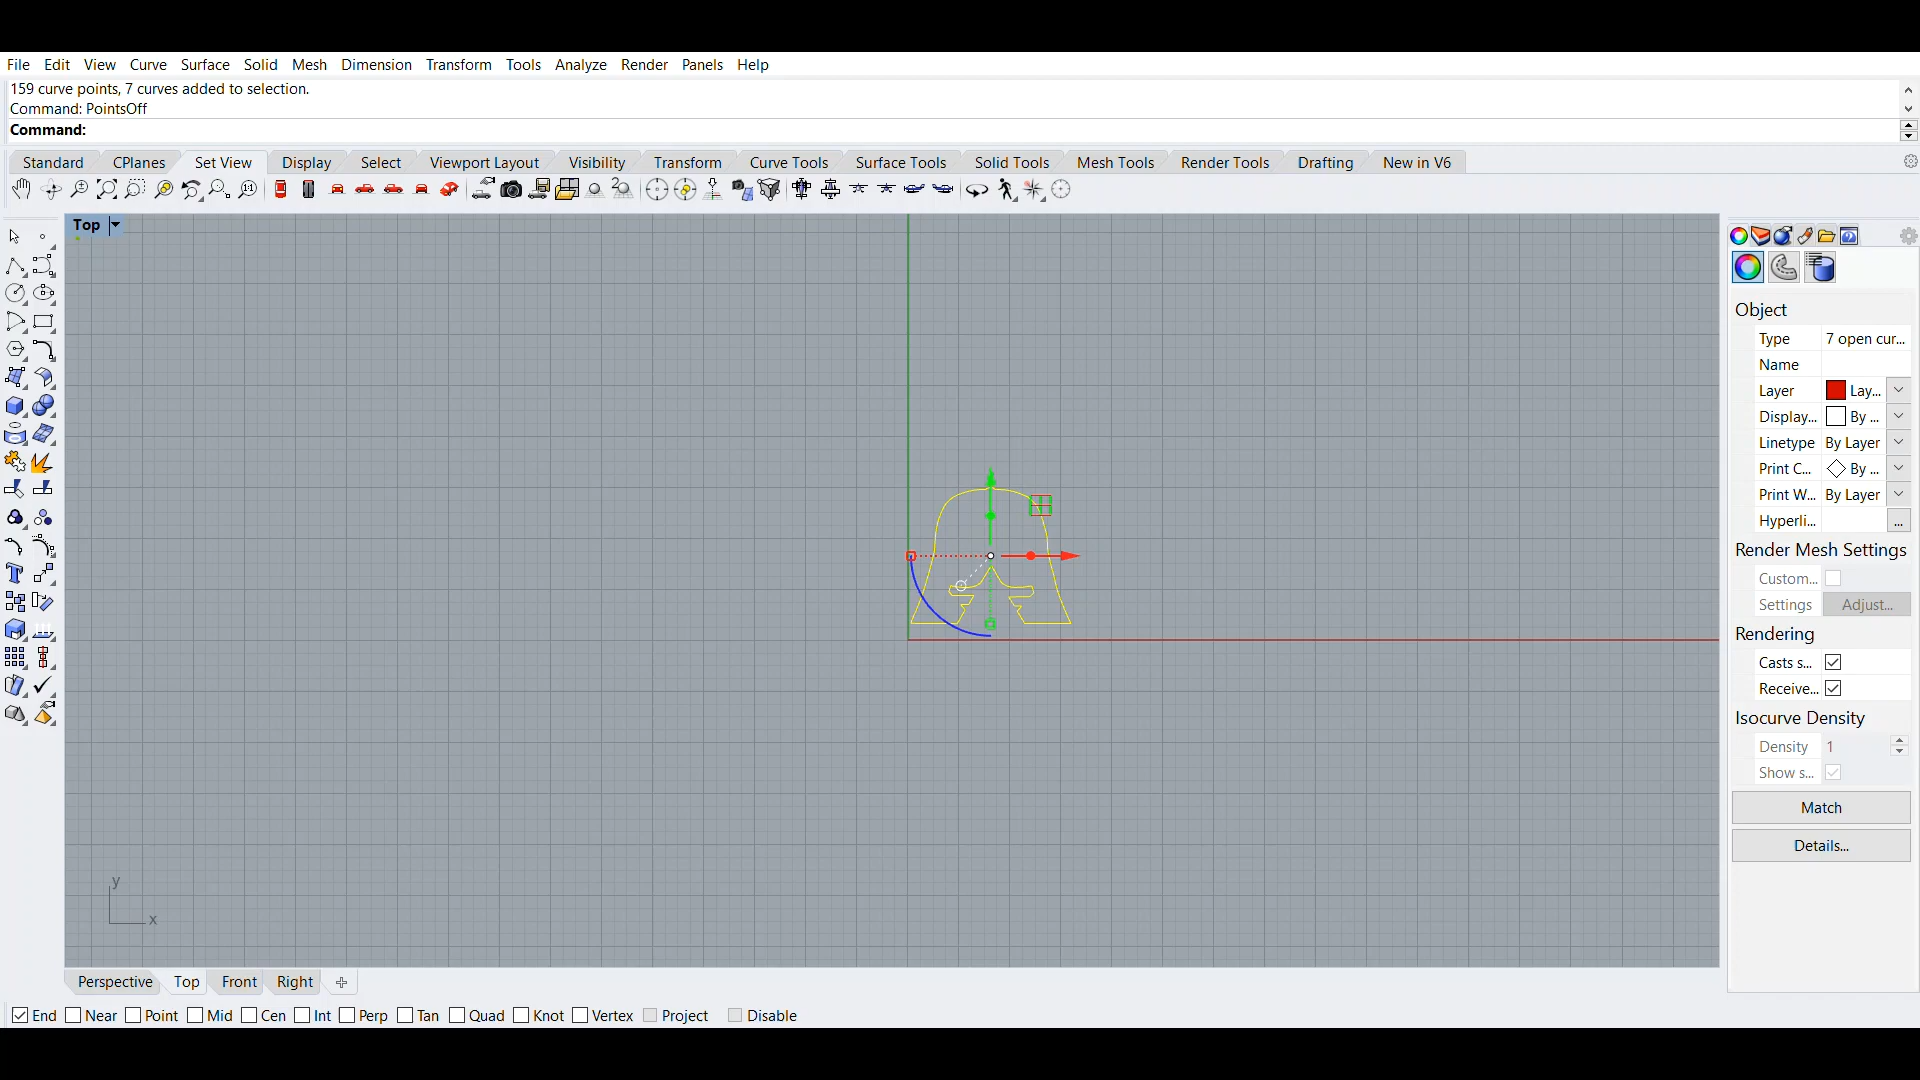 File Edit View Curve Surface Solid Mesh Dimension Transform Tools Analyze Render Panels Help
159 curve points, 7 curves added to selection.
Command: PointsOff
Command:
Standard CPlanes Set View Display Select Viewport Layout Visibility Transform Curve Tools Surface Tools Solid Tools Mesh Tools Render Tools Drafting New in V6
Top
Object
Type 7 open cur...
Name
Layer Lay...
Display... By ...
Linetype By Layer
Print C... By ...
Print W... By Layer
Hyperli... ...
Render Mesh Settings
Custom...
Settings Adjust...
Rendering
Casts s...
Receive...
Isocurve Density
Density 1
Show s...
Match
Details...
y
x
Perspective Top Front Right
End Near Point Mid Cen Int Perp Tan Quad Knot Vertex Project Disable